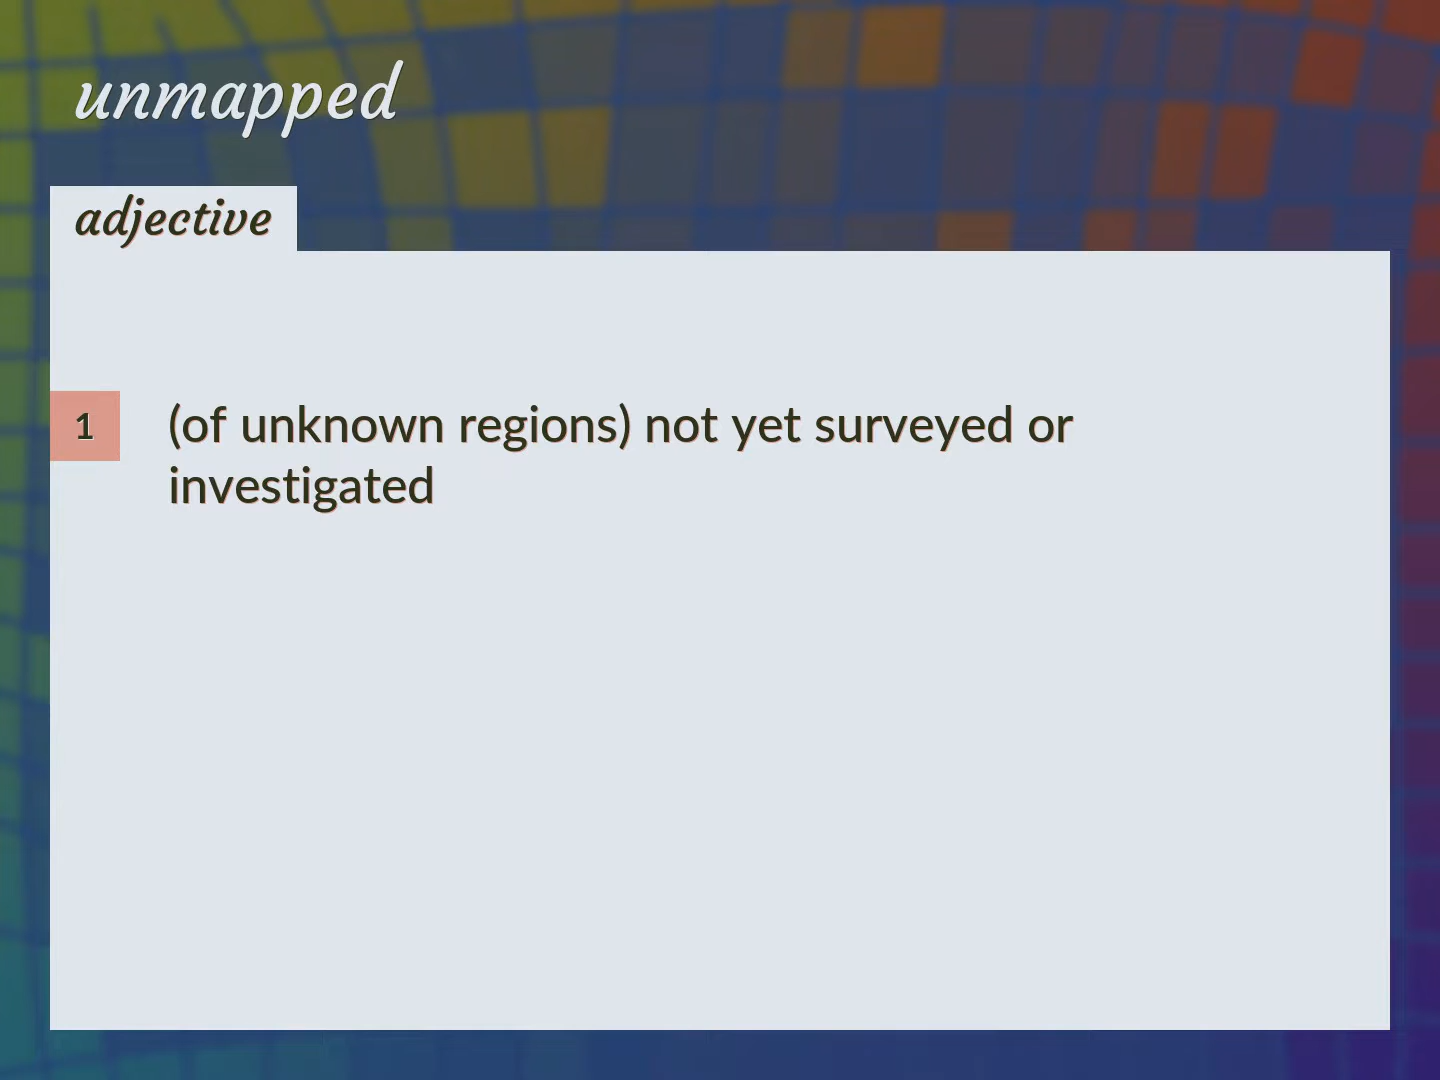 unmapped
adjective
1 (of unknown regions) not yet surveyed or
investigated